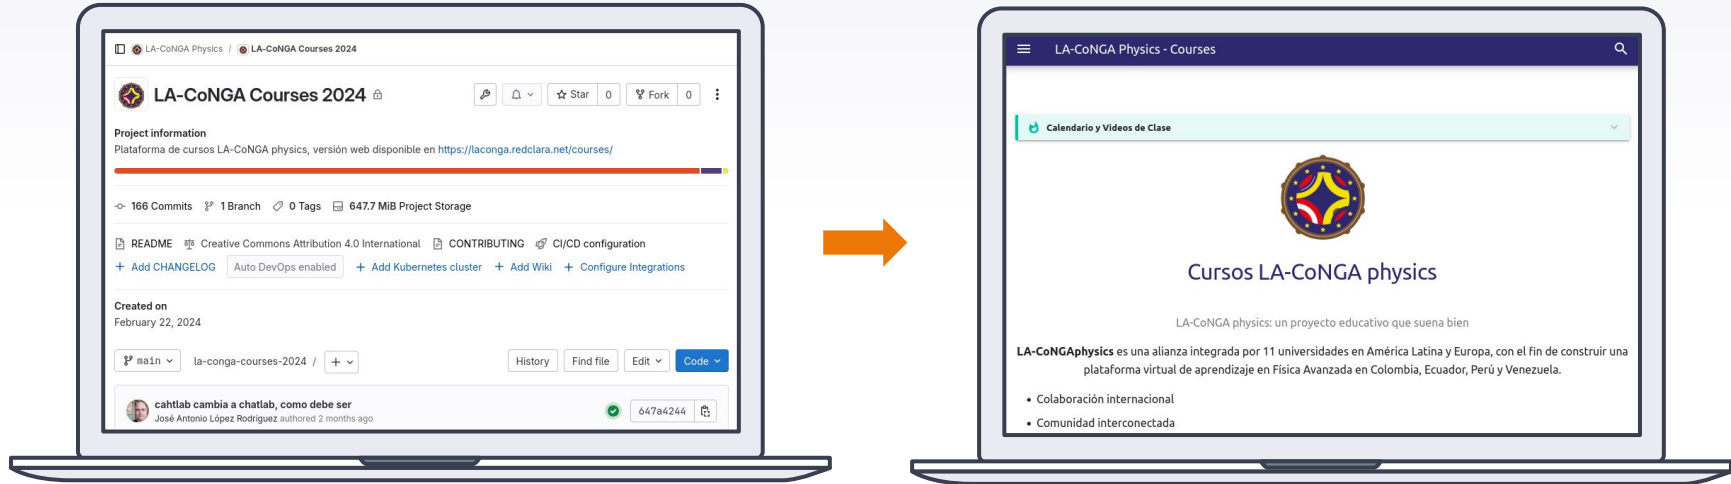 LA-CoNGA Physics / LA-CoNGA Courses 2024
LA-CoNGA Courses 2024
Star 0 Fork 0
Project information
Plataforma de cursos LA-CoNGA physics, versión web disponible en https://laconga.redclara.net/courses/
166 Commits 1 Branch 0 Tags 647.7 MiB Project Storage
README Creative Commons Attribution 4.0 International CONTRIBUTING CI/CD configuration
+ Add CHANGELOG Auto DevOps enabled + Add Kubernetes cluster + Add Wiki + Configure Integrations
Created on
February 22, 2024
main la-conga-courses-2024 / + History Find file Edit Code
cahtlab cambia a chatlab, como debe ser
José Antonio López Rodríguez authored 2 months ago
647a4244
LA-CoNGA Physics - Courses
Calendario y Videos de Clase
Cursos LA-CoNGA physics
LA-CoNGA physics: un proyecto educativo que suena bien
LA-CoNGAphysics es una alianza integrada por 11 universidades en América Latina y Europa, con el fin de construir una
plataforma virtual de aprendizaje en Física Avanzada en Colombia, Ecuador, Perú y Venezuela.
• Colaboración internacional
• Comunidad interconectada